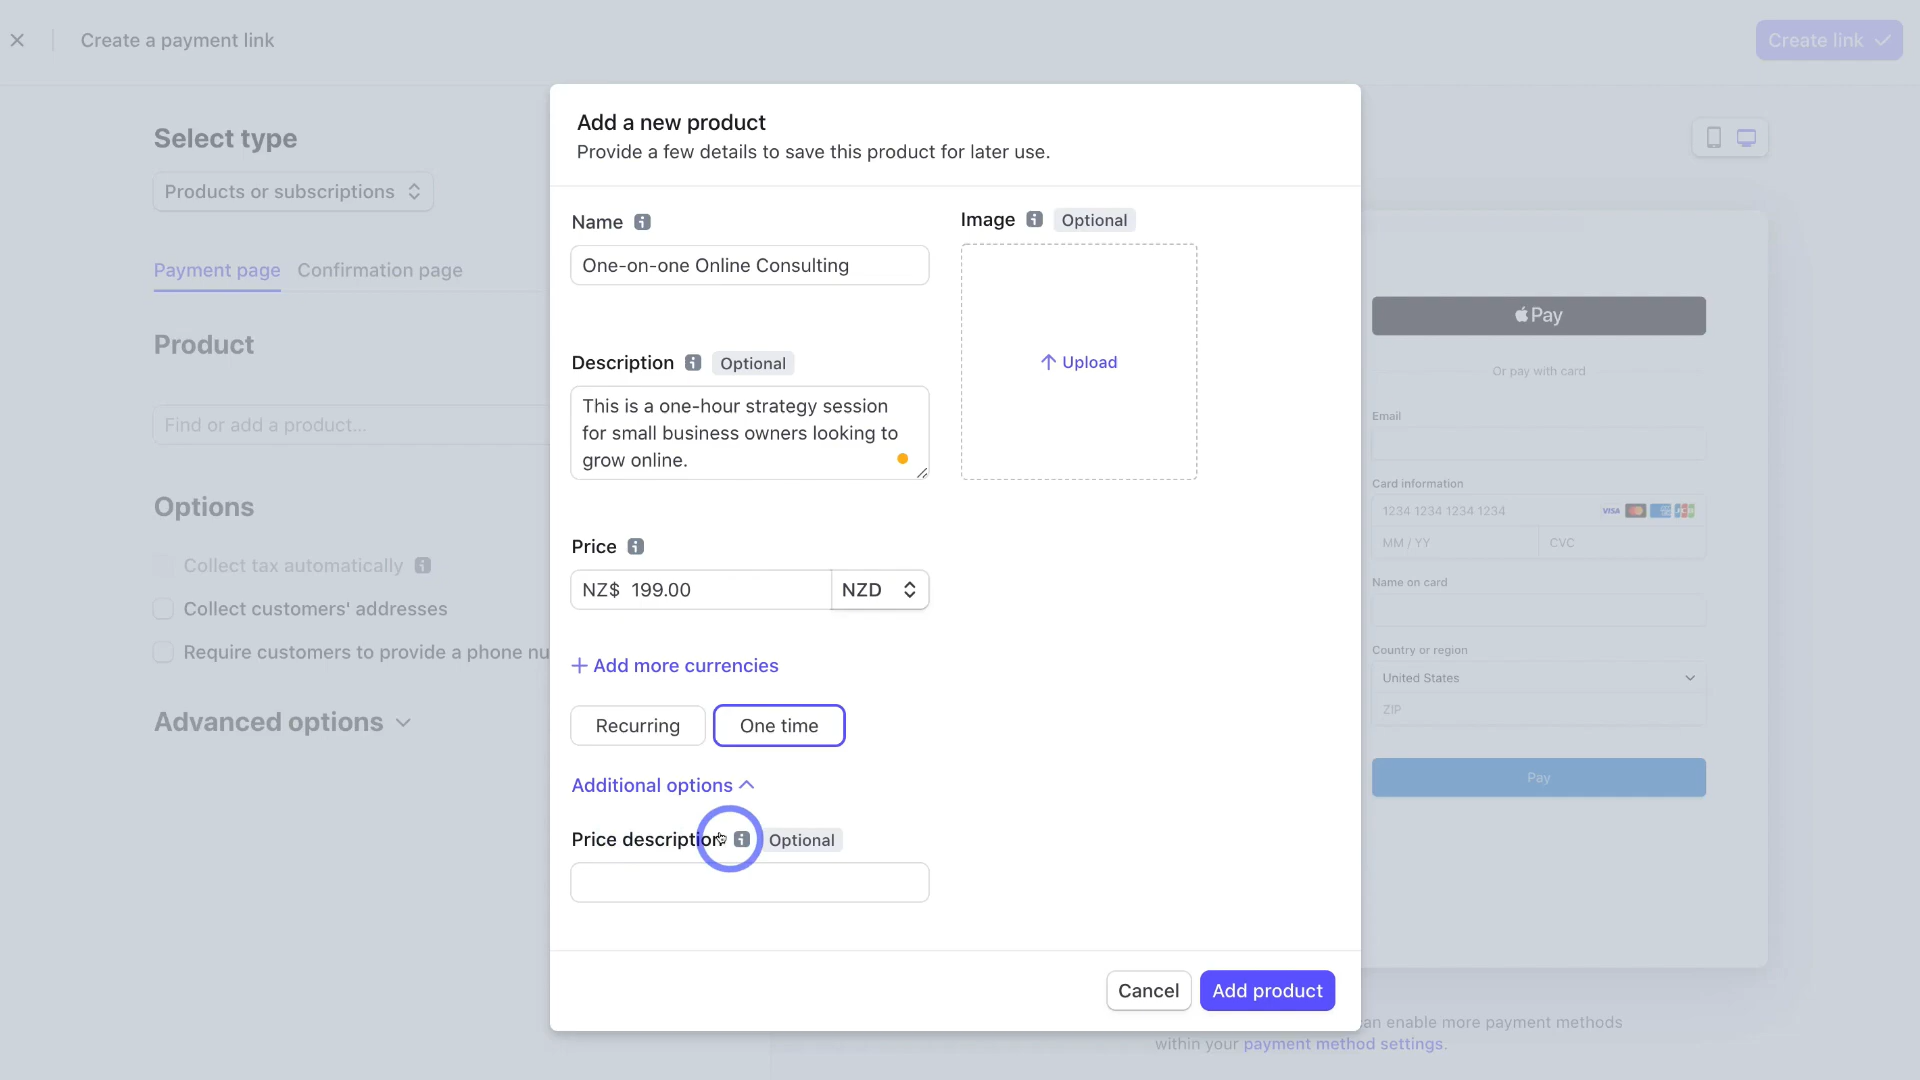 Create a payment link
Create link
Select type
Products or subscriptions
Payment page
Confirmation page
Product
Find or add a product...
Options
Collect tax automatically
Collect customers' addresses
Require customers to provide a phone nu
Advanced options
Add a new product
Provide a few details to save this product for later use.
Name
One-on-one Online Consulting
Image Optional
Upload
Description Optional
This is a one-hour strategy session
for small business owners looking to
grow online.
Price
NZ$ 199.00
NZD
Add more currencies
Recurring
One time
Additional options
Price description Optional
Cancel
Add product
Pay
Or pay with card
Email
Card information
1234 1234 1234 1234
VISA
MM / YY
CVC
Name on card
Country or region
United States
ZIP
Pay
an enable more payment methods
within your payment method settings.